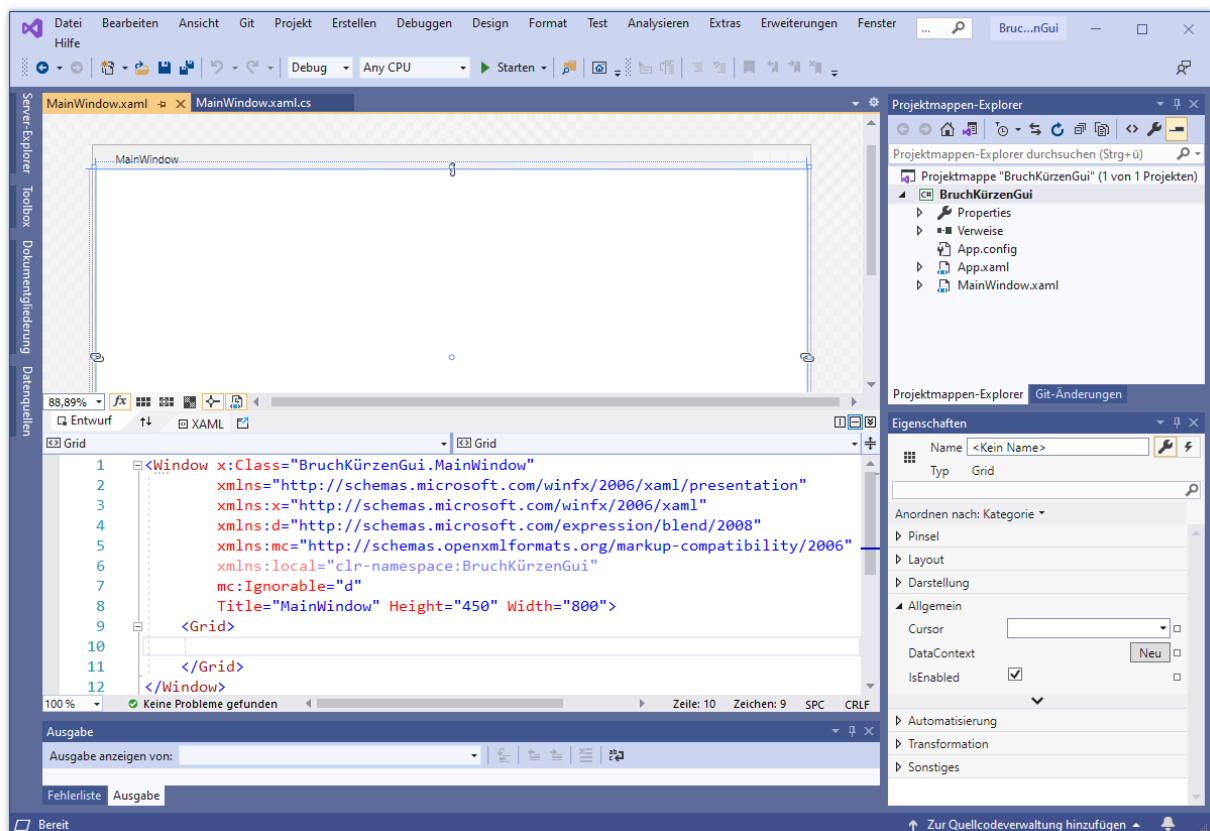 Datei Bearbeiten Ansicht Git Projekt Erstellen Debuggen Design Format Test Analysieren Extras Erweiterungen Fenster ... Bruc...nGui
Hilfe
Debug Any CPU Starten
Server-Explorer
Toolbox
Dokumentgliederung
Datenquellen
MainWindow.xaml MainWindow.xaml.cs
MainWindow
88,89% fx
Entwurf XAML
Grid Grid
1 <Window x:Class="BruchKürzenGui.MainWindow"
2 xmlns="http://schemas.microsoft.com/winfx/2006/xaml/presentation"
3 xmlns:x="http://schemas.microsoft.com/winfx/2006/xaml"
4 xmlns:d="http://schemas.microsoft.com/expression/blend/2008"
5 xmlns:mc="http://schemas.openxmlformats.org/markup-compatibility/2006"
6 xmlns:local="clr-namespace:BruchKürzenGui"
7 mc:Ignorable="d"
8 Title="MainWindow" Height="450" Width="800">
9 <Grid>
10
11 </Grid>
12 </Window>
100 % Keine Probleme gefunden Zeile: 10 Zeichen: 9 SPC CRLF
Ausgabe
Ausgabe anzeigen von:
Fehlerliste Ausgabe
Projektmappen-Explorer
Projektmappen-Explorer durchsuchen (Strg+ü)
Projektmappe "BruchKürzenGui" (1 von 1 Projekten)
C# BruchKürzenGui
Properties
Verweise
App.config
App.xaml
MainWindow.xaml
Projektmappen-Explorer Git-Änderungen
Eigenschaften
Name <Kein Name>
Typ Grid
Anordnen nach: Kategorie
Pinsel
Layout
Darstellung
Allgemein
Cursor
DataContext Neu
IsEnabled
Automatisierung
Transformation
Sonstiges
Bereit Zur Quellcodeverwaltung hinzufügen